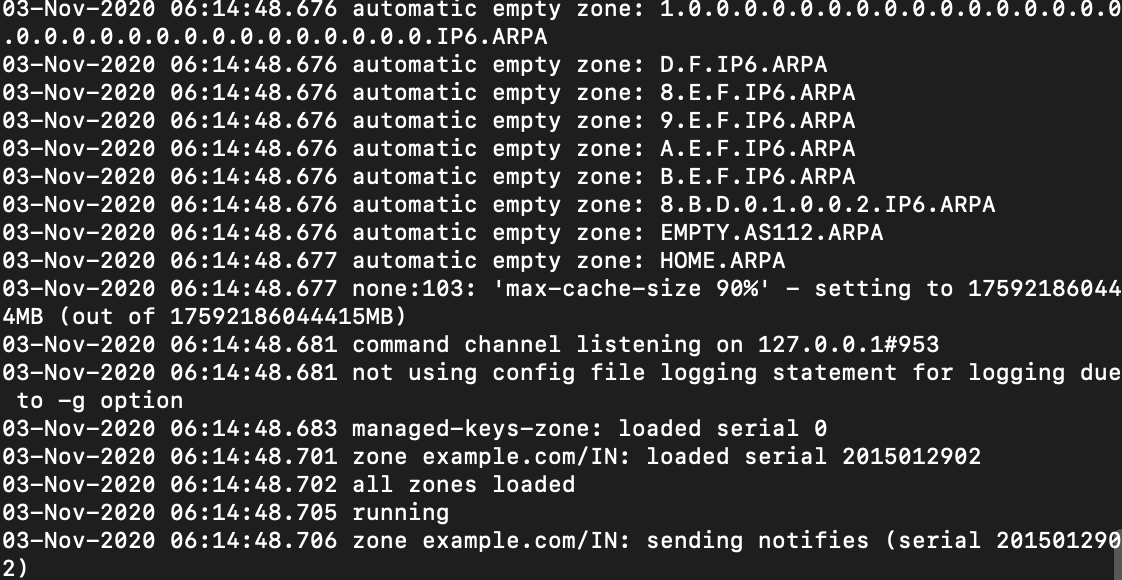 03-Nov-2020 06:14:48.676 automatic empty zone: 1.0.0.0.0.0.0.0.0.0.0.0.0.0.0.0.0
.0.0.0.0.0.0.0.0.0.0.0.0.0.0.0.IP6.ARPA
03-Nov-2020 06:14:48.676 automatic empty zone: D.F.IP6.ARPA
03-Nov-2020 06:14:48.676 automatic empty zone: 8.E.F.IP6.ARPA
03-Nov-2020 06:14:48.676 automatic empty zone: 9.E.F.IP6.ARPA
03-Nov-2020 06:14:48.676 automatic empty zone: A.E.F.IP6.ARPA
03-Nov-2020 06:14:48.676 automatic empty zone: B.E.F.IP6.ARPA
03-Nov-2020 06:14:48.676 automatic empty zone: 8.B.D.0.1.0.0.2.IP6.ARPA
03-Nov-2020 06:14:48.676 automatic empty zone: EMPTY.AS112.ARPA
03-Nov-2020 06:14:48.677 automatic empty zone: HOME.ARPA
03-Nov-2020 06:14:48.677 none:103: 'max-cache-size 90%' - setting to 17592186044
4MB (out of 17592186044415MB)
03-Nov-2020 06:14:48.681 command channel listening on 127.0.0.1#953
03-Nov-2020 06:14:48.681 not using config file logging statement for logging due
 to -g option
03-Nov-2020 06:14:48.683 managed-keys-zone: loaded serial 0
03-Nov-2020 06:14:48.701 zone example.com/IN: loaded serial 2015012902
03-Nov-2020 06:14:48.702 all zones loaded
03-Nov-2020 06:14:48.705 running
03-Nov-2020 06:14:48.706 zone example.com/IN: sending notifies (serial 201501290
2)